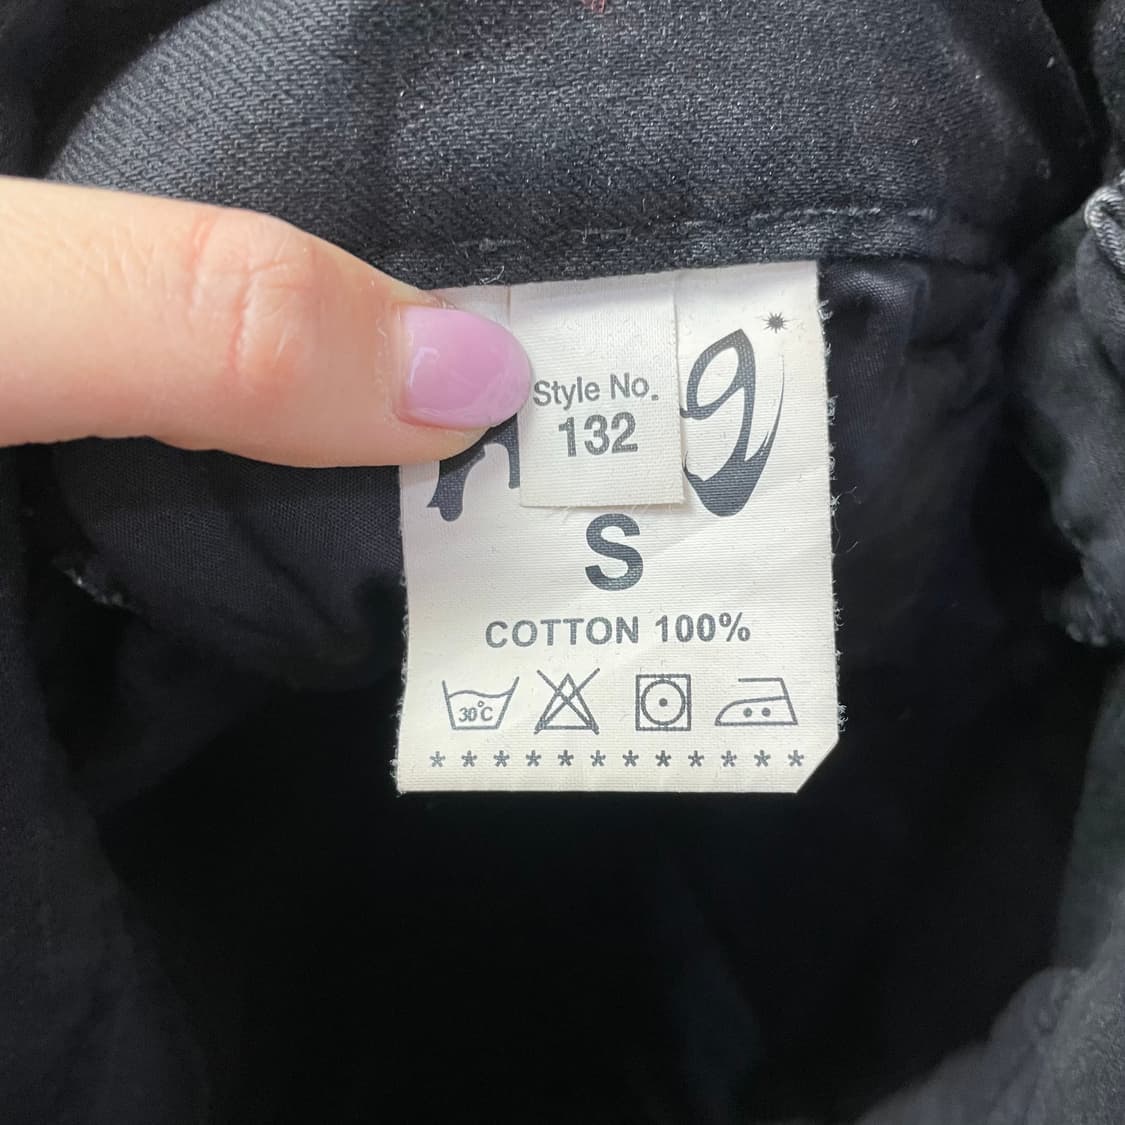 Style No.
132
S
COTTON 100%
30°C
* * * * * * * * * * * *